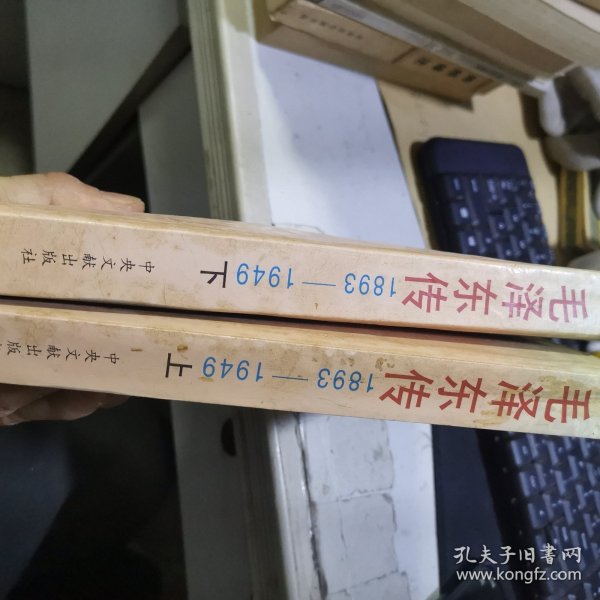 毛泽东传 1893—1949 下 中央文献出版社
毛泽东传 1893—1949 上 中央文献出版
孔夫子旧书网
www.kongfz.com